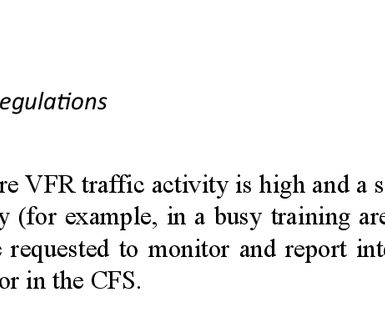 egulations
re VFR traffic activity is high and a s
y (for example, in a busy training are
requested to monitor and report inte
or in the CFS.